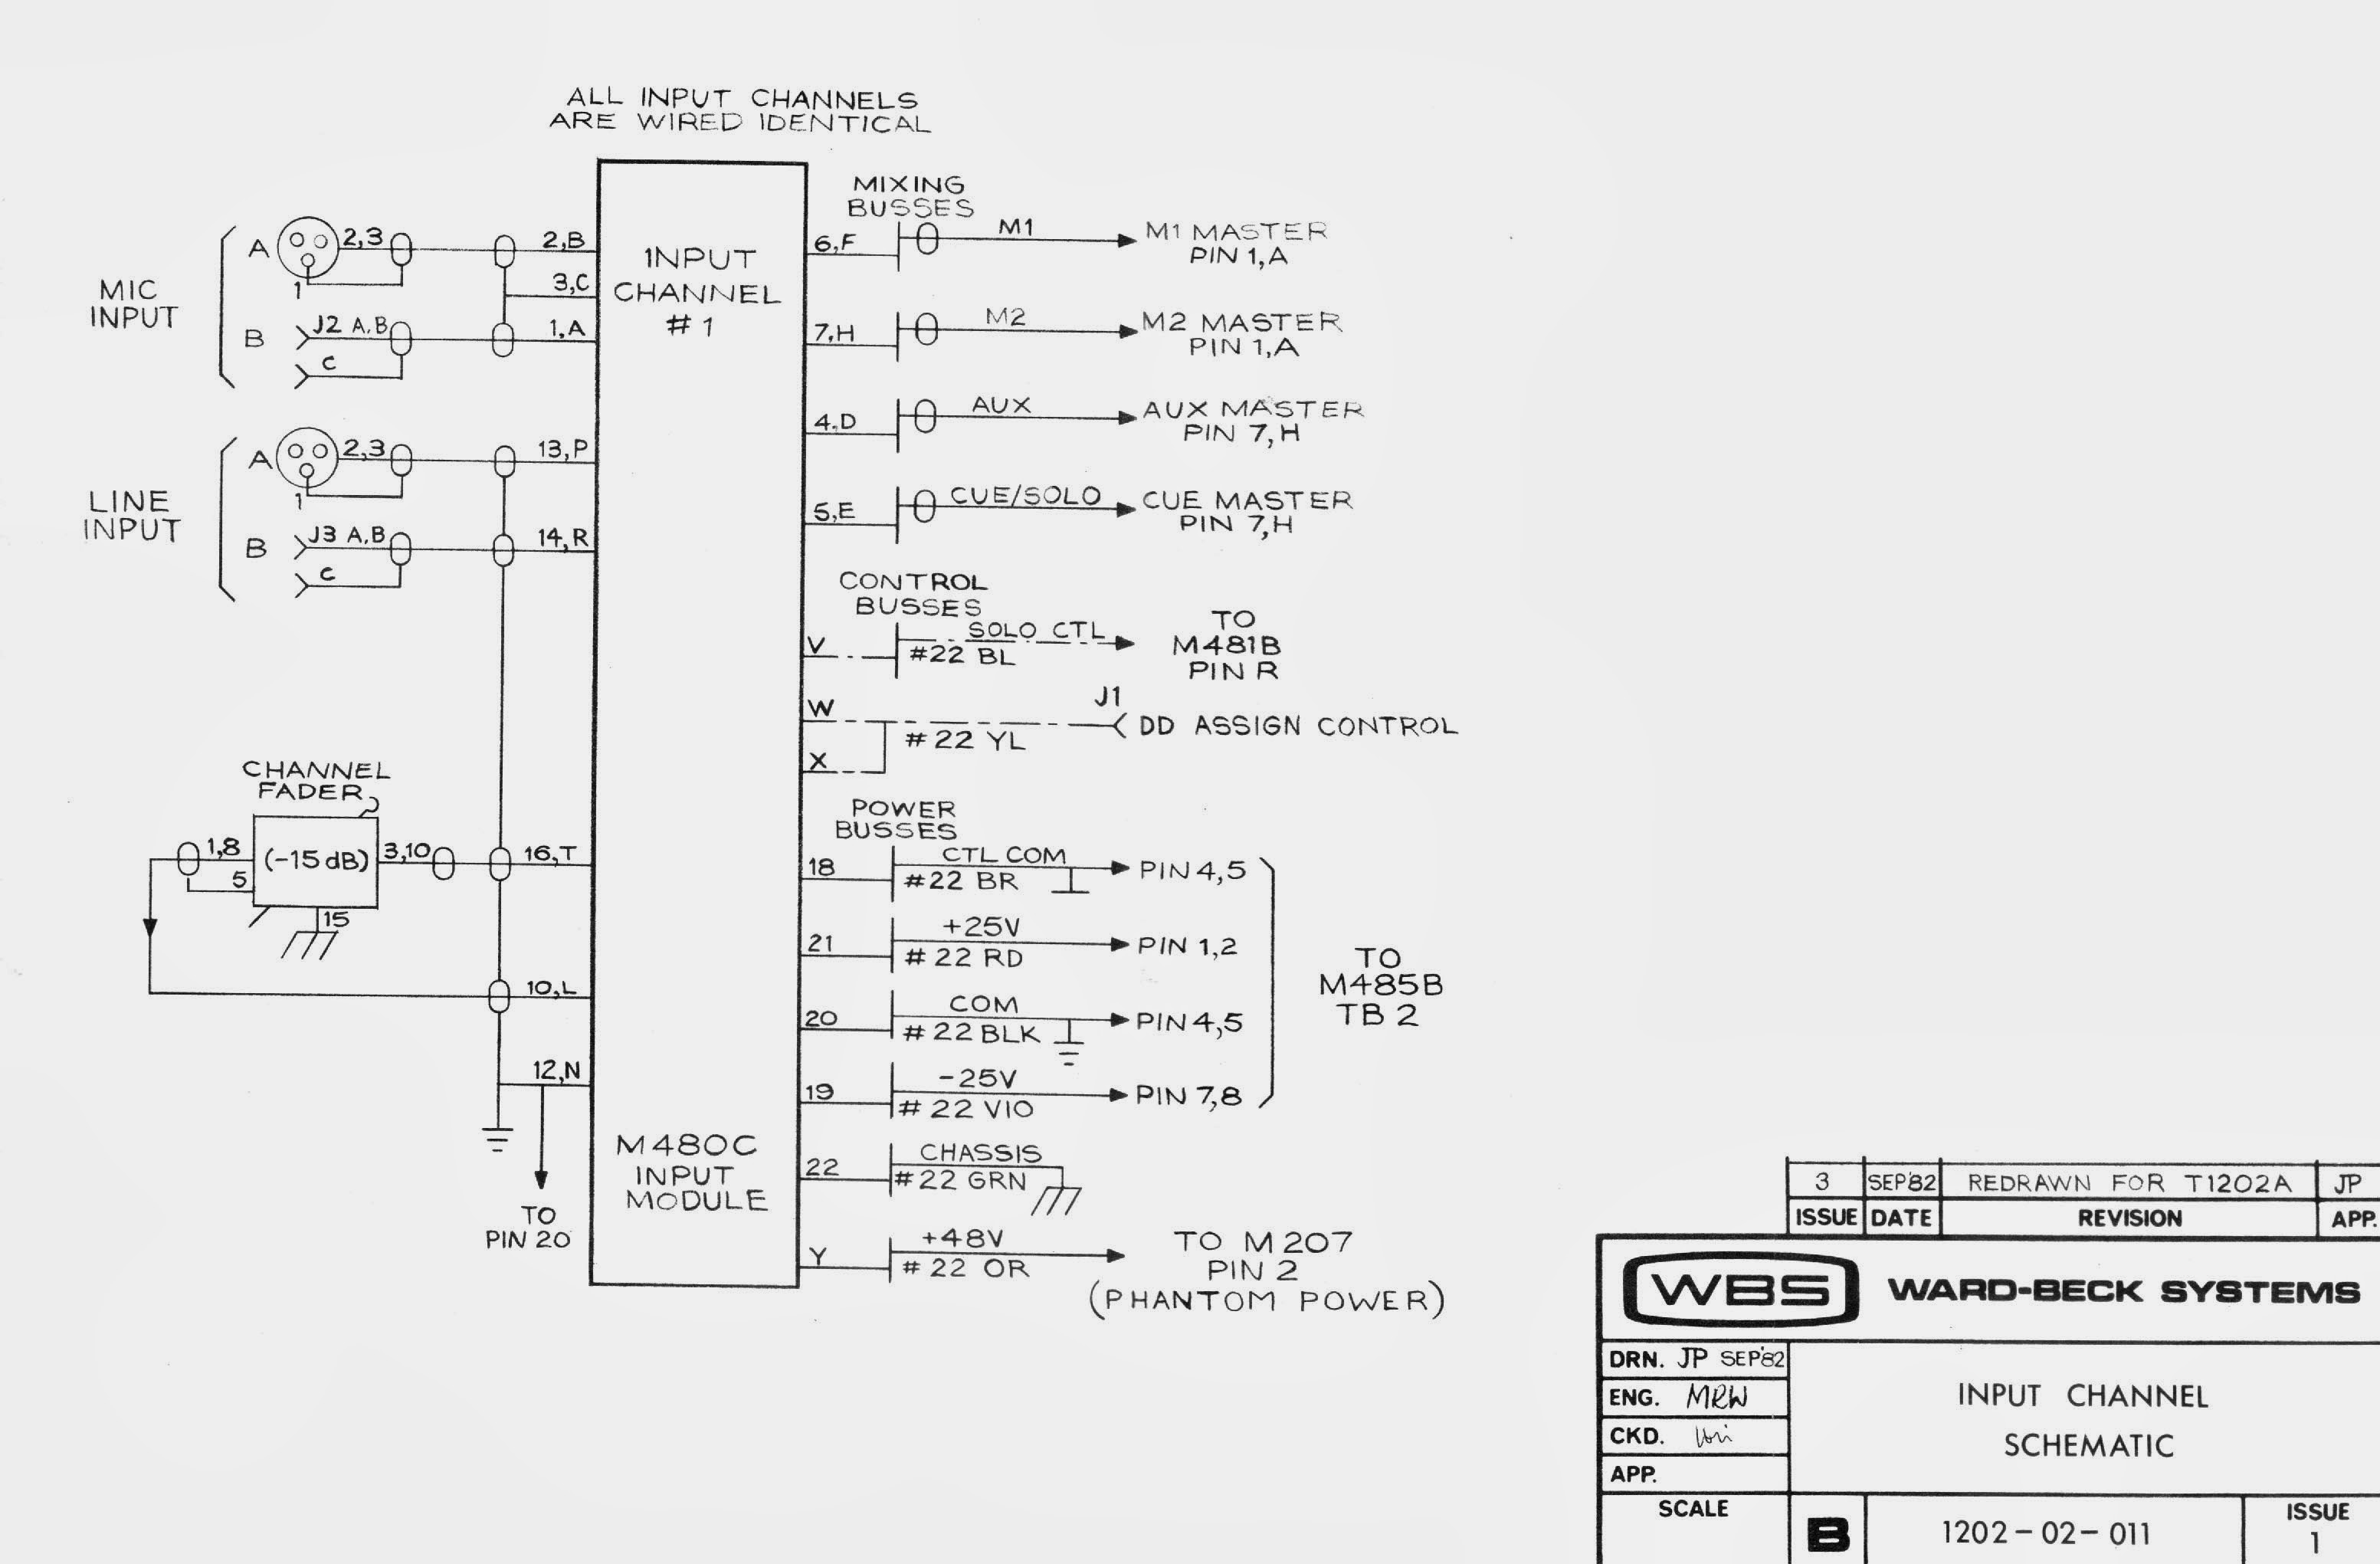 ALL INPUT CHANNELS
ARE WIRED IDENTICAL
MIC
INPUT
A
2,3
1
B
J2 A,B
C
2,B
3,C
1,A
LINE
INPUT
A
2,3
1
B
J3 A,B
C
13,P
14,R
CHANNEL
FADER
1,8
5
(-15 dB)
3,10
15
16,T
10,L
12,N
TO
PIN 20
INPUT
CHANNEL
#1
M480C
INPUT
MODULE
MIXING
BUSSES
6,F
M1
M1 MASTER
PIN 1,A
7,H
M2
M2 MASTER
PIN 1,A
4,D
AUX
AUX MASTER
PIN 7,H
5,E
CUE/SOLO
CUE MASTER
PIN 7,H
CONTROL
BUSSES
V
SOLO CTL
#22 BL
TO
M481B
PIN R
W
X
#22 YL
J1
DD ASSIGN CONTROL
POWER
BUSSES
18
CTL COM
#22 BR
PIN 4,5
21
+25V
#22 RD
PIN 1,2
20
COM
#22 BLK
PIN 4,5
19
-25V
#22 VIO
PIN 7,8
TO
M485B
TB 2
22
CHASSIS
#22 GRN
Y
+48V
#22 OR
TO M207
PIN 2
(PHANTOM POWER)
3 SEP'82 REDRAWN FOR T1202A JP
ISSUE DATE REVISION APP.
WBS WARD-BECK SYSTEMS
DRN. JP SEP'82
ENG. MRW
CKD.
APP.
INPUT CHANNEL
SCHEMATIC
SCALE
B
1202-02-011
ISSUE
1